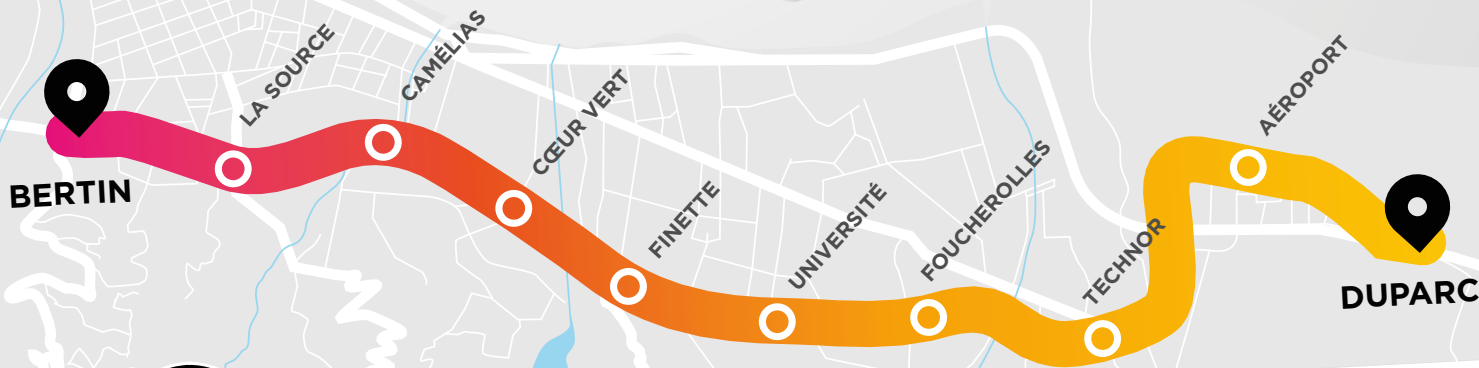 BERTIN
LA SOURCE
CAMÉLIAS
CŒUR VERT
FINETTE
UNIVERSITÉ
FOUCHEROLLES
TECHNOR
AÉROPORT
DUPARC